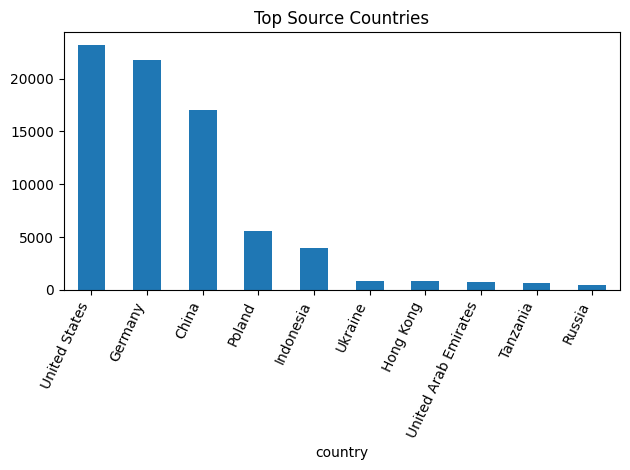 Top Source Countries
20000
15000
10000
5000
0
United States
Germany
China
Poland
Indonesia
Ukraine
Hong Kong
United Arab Emirates
Tanzania
Russia
country